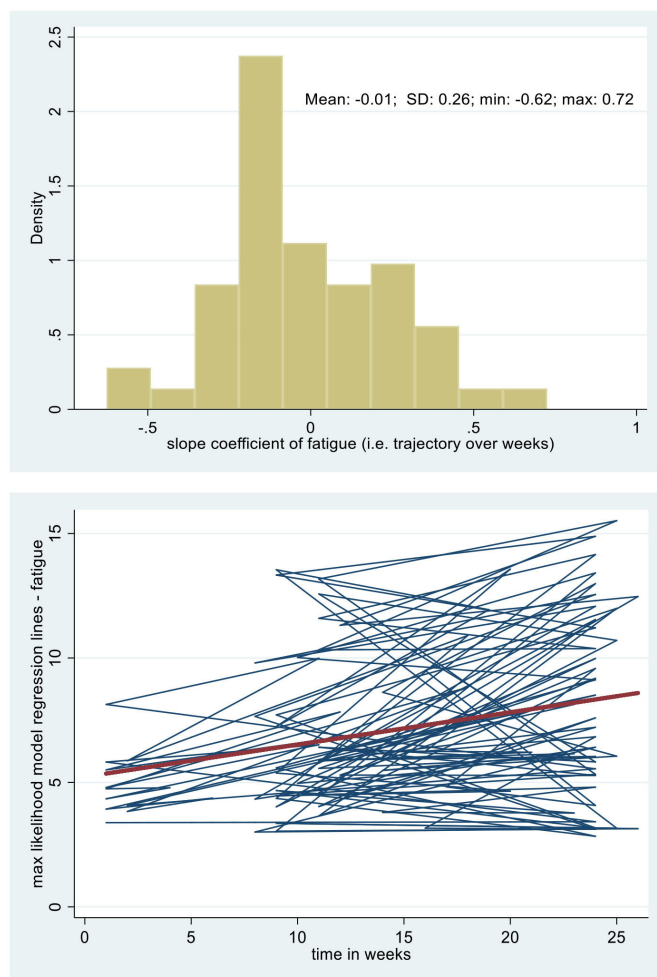 2.5
2
1.5
1
.5
0
Density
Mean: -0.01;  SD: 0.26; min: -0.62; max: 0.72
-.5 0 .5 1
slope coefficient of fatigue (i.e. trajectory over weeks)
15
10
5
0
max likelihood model regression lines - fatigue
0 5 10 15 20 25
time in weeks